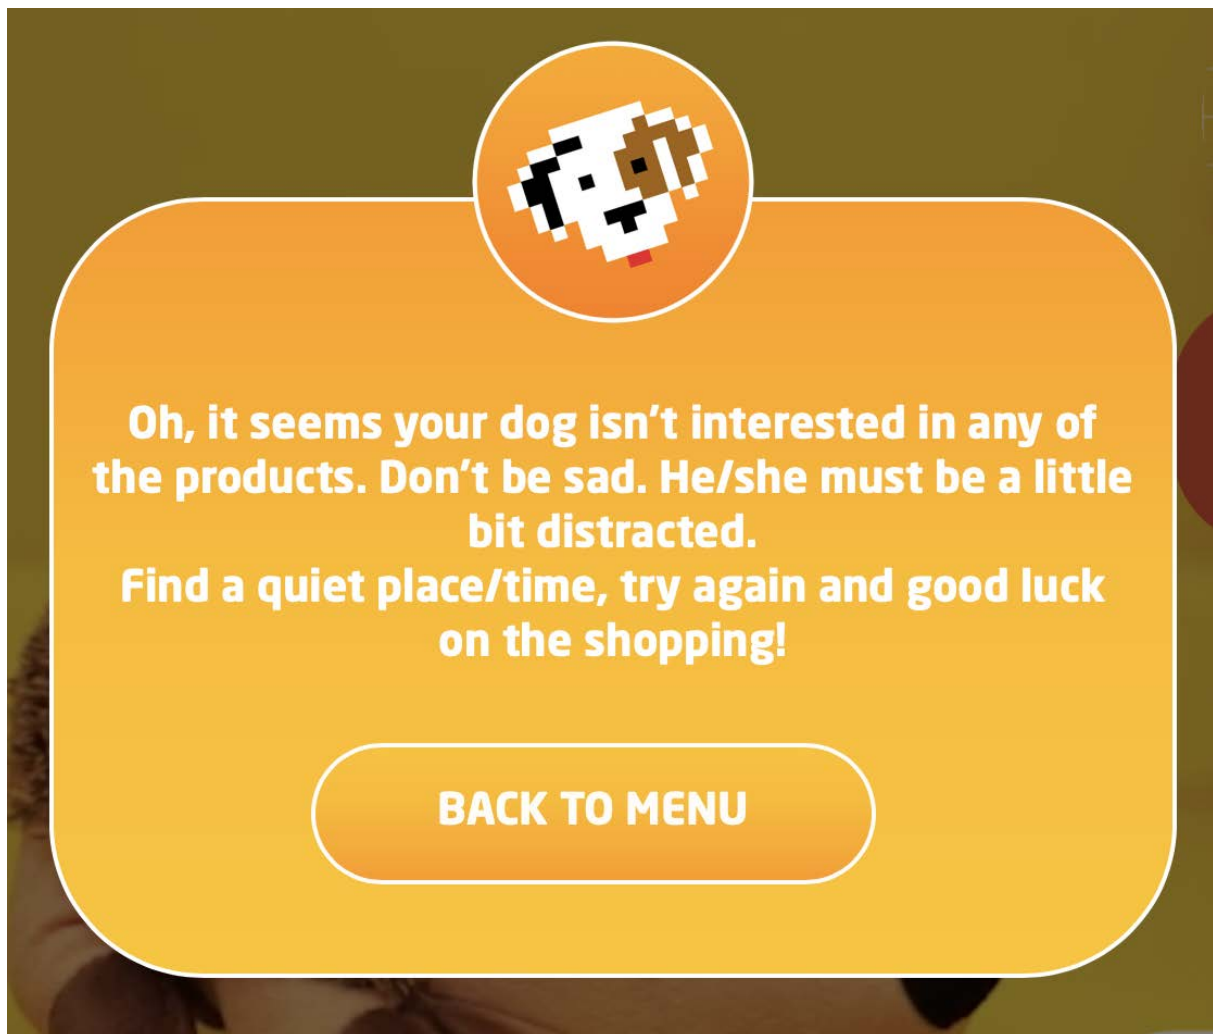 Oh, it seems your dog isn't interested in any of
the products. Don't be sad. He/she must be a little
bit distracted.
Find a quiet place/time, try again and good luck
on the shopping!
BACK TO MENU